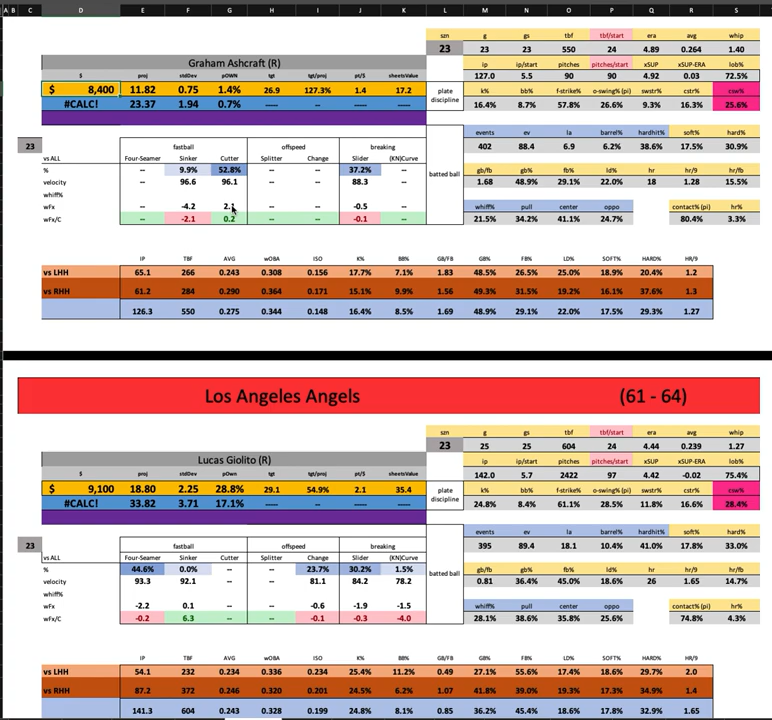 A B C D E F G H I J K L M N O P Q R S T
szn g gs tbf tbf/start era avg whip
23 23 23 550 24 4.89 0.264 1.40
Graham Ashcraft (R) ip ip/start pitches pitches/start xSUP xSUP-ERA lob%
$ proj stdDev pOWN tgt tgt/proj pt/$ sheetsValue 127.0 5.5 90 90 4.92 0.03 72.5%
$ 8,400 11.82 0.75 1.4% 26.9 127.3% 1.4 17.2 plate discipline k% bb% f-strike% o-swing% (pi) swstr% cstr% csw%
#CALC! 23.37 1.94 0.7% ----- ----- ----- ----- 16.4% 8.7% 57.8% 26.6% 9.3% 16.3% 25.6%
events ev la barrel% hardhit% soft% hard%
23 fastball offspeed breaking 402 88.4 6.9 6.2% 38.6% 17.5% 30.9%
vs ALL Four-Seamer Sinker Cutter Splitter Change Slider (KN)Curve
% -- 9.9% 52.8% -- -- 37.2% -- batted ball gb/fb gb% fb% ld% hr hr/9 hr/fb
velocity -- 96.6 96.1 -- -- 88.3 -- 1.68 48.9% 29.1% 22.0% 18 1.28 15.5%
whiff%
wFx -- -4.2 2.1 -- -- -0.5 -- whiff% pull center oppo contact% (pi) hr%
wFx/C -- -2.1 0.2 -- -- -0.1 -- 21.5% 34.2% 41.1% 24.7% 80.4% 3.3%
IP TBF AVG wOBA ISO K% BB% GB/FB GB% FB% LD% SOFT% HARD% HR/9
vs LHH 65.1 266 0.243 0.308 0.156 17.7% 7.1% 1.83 48.5% 26.5% 25.0% 18.9% 20.4% 1.2
vs RHH 61.2 284 0.290 0.364 0.171 15.1% 9.9% 1.56 49.3% 31.5% 19.2% 16.1% 37.6% 1.3
126.3 550 0.275 0.344 0.148 16.4% 8.5% 1.69 48.9% 29.1% 22.0% 17.5% 29.3% 1.27
Los Angeles Angels (61 - 64)
szn g gs tbf tbf/start era avg whip
23 25 25 604 24 4.44 0.239 1.27
Lucas Giolito (R) ip ip/start pitches pitches/start xSUP xSUP-ERA lob%
$ proj stdDev pOwn tgt tgt/proj pt/$ sheetsValue 142.0 5.7 2422 97 4.42 -0.02 75.4%
$ 9,100 18.80 2.25 28.8% 29.1 54.9% 2.1 35.4 plate discipline k% bb% f-strike% o-swing% (pi) swstr% cstr% csw%
#CALC! 33.82 3.71 17.1% ----- ----- ----- ----- 24.8% 8.4% 61.1% 28.5% 11.8% 16.6% 28.4%
events ev la barrel% hardhit% soft% hard%
23 fastball offspeed breaking 395 89.4 18.1 10.4% 41.0% 17.8% 33.0%
vs ALL Four-Seamer Sinker Cutter Splitter Change Slider (KN)Curve
% 44.6% 0.0% -- -- 23.7% 30.2% 1.5% batted ball gb/fb gb% fb% ld% hr hr/9 hr/fb
velocity 93.3 92.1 -- -- 81.1 84.2 78.2 0.81 36.4% 45.0% 18.6% 26 1.65 14.7%
whiff%
wFx -2.2 0.1 -- -- -0.6 -1.9 -1.5 whiff% pull center oppo contact% (pi) hr%
wFx/C -0.2 6.3 -- -- -0.1 -0.3 -4.0 28.1% 38.6% 35.8% 25.6% 74.8% 4.3%
IP TBF AVG wOBA ISO K% BB% GB/FB GB% FB% LD% SOFT% HARD% HR/9
vs LHH 54.1 232 0.234 0.336 0.234 25.4% 11.2% 0.49 27.1% 55.6% 17.4% 18.6% 29.7% 2.0
vs RHH 87.2 372 0.246 0.320 0.201 24.5% 6.2% 1.07 41.8% 39.0% 19.3% 17.3% 34.9% 1.4
141.3 604 0.243 0.328 0.199 24.8% 8.1% 0.85 36.2% 45.4% 18.6% 17.8% 32.9% 1.65